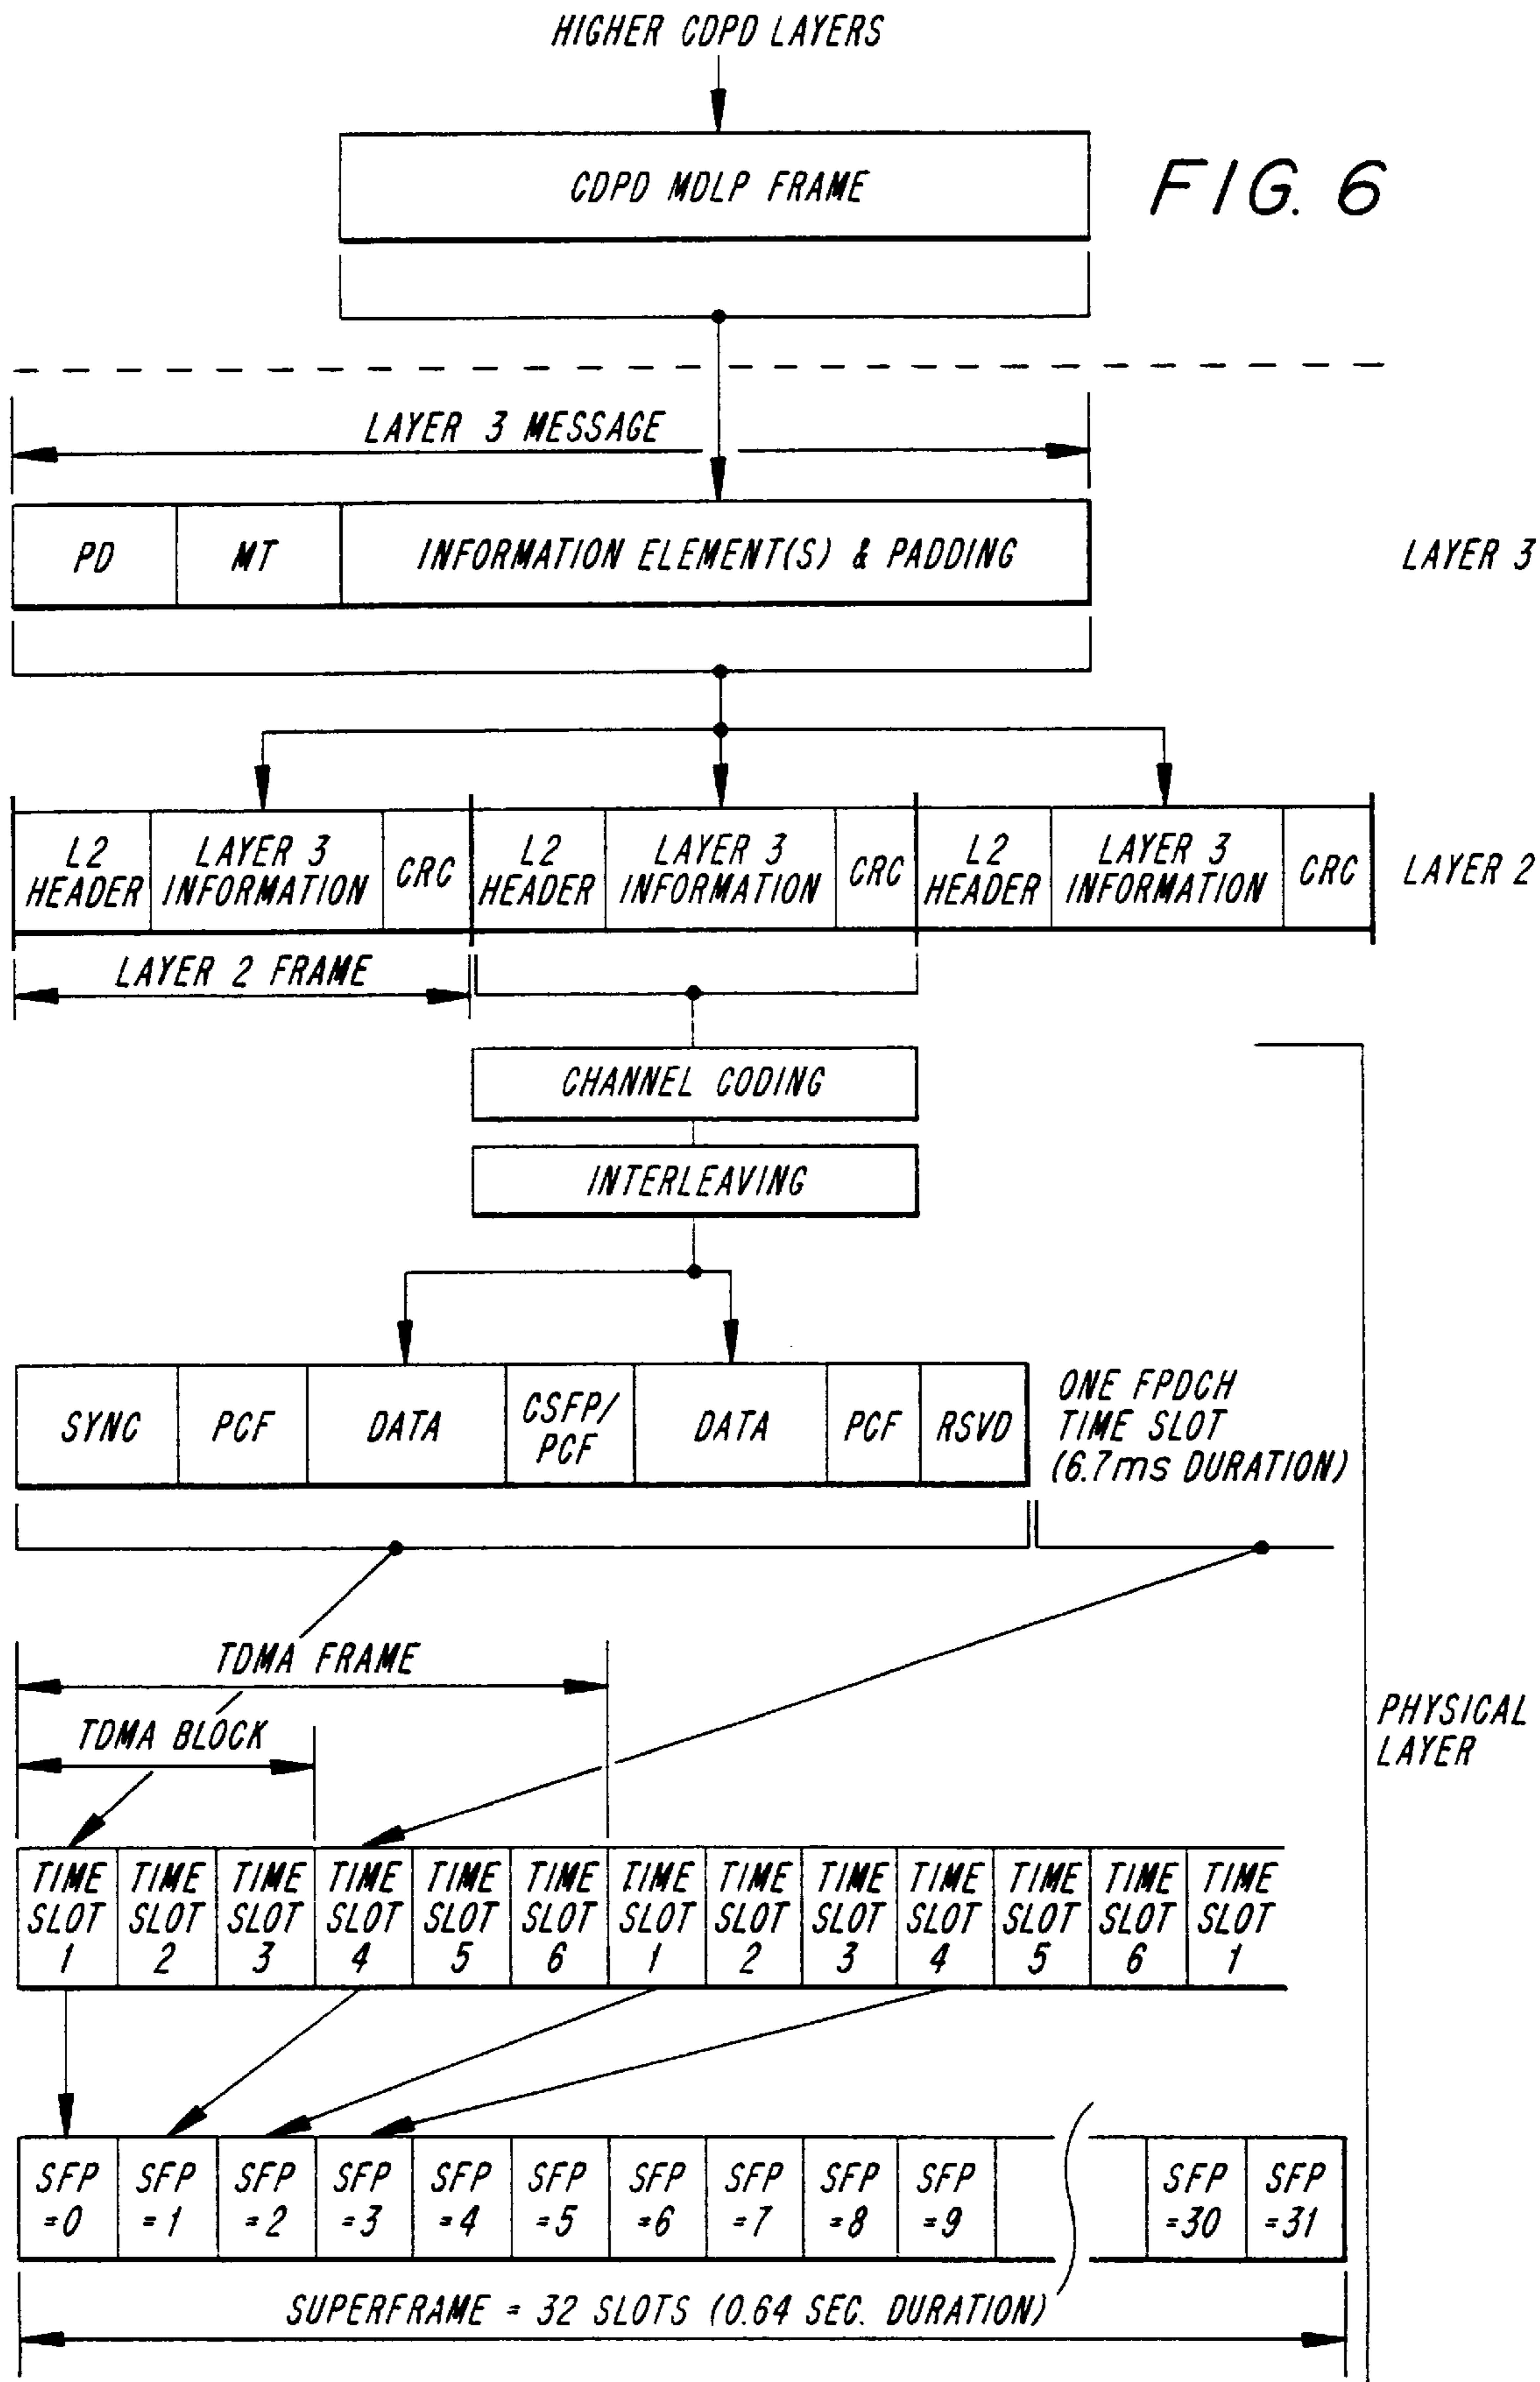 HIGHER CDPD LAYERS
CDPD MDLP FRAME
FIG. 6
LAYER 3 MESSAGE
PD
MT
INFORMATION ELEMENT(S) & PADDING
LAYER 3
L2
HEADER
LAYER 3
INFORMATION
CRC
L2
HEADER
LAYER 3
INFORMATION
CRC
L2
HEADER
LAYER 3
INFORMATION
CRC
LAYER 2
LAYER 2 FRAME
CHANNEL CODING
INTERLEAVING
SYNC
PCF
DATA
CSFP/
PCF
DATA
PCF
RSVD
ONE FPDCH
TIME SLOT
(6.7ms DURATION)
TDMA FRAME
TDMA BLOCK
PHYSICAL
LAYER
TIME
SLOT
1
TIME
SLOT
2
TIME
SLOT
3
TIME
SLOT
4
TIME
SLOT
5
TIME
SLOT
6
TIME
SLOT
1
TIME
SLOT
2
TIME
SLOT
3
TIME
SLOT
4
TIME
SLOT
5
TIME
SLOT
6
TIME
SLOT
1
SFP
=0
SFP
=1
SFP
=2
SFP
=3
SFP
=4
SFP
=5
SFP
=6
SFP
=7
SFP
=8
SFP
=9
SFP
=30
SFP
=31
SUPERFRAME = 32 SLOTS (0.64 SEC. DURATION)